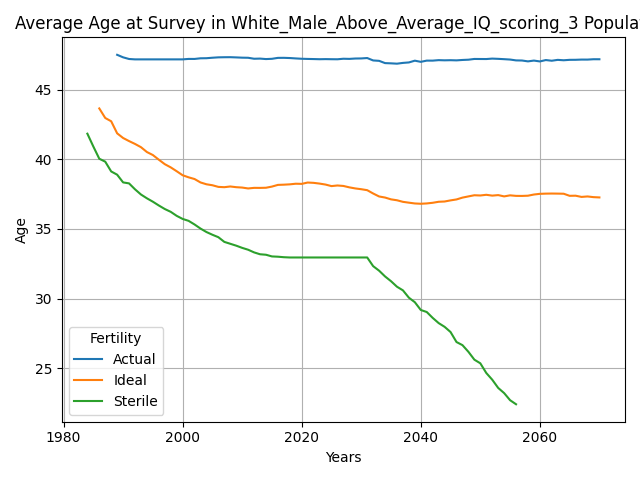 Average Age at Survey in White_Male_Above_Average_IQ_scoring_3 Popula
Age
45
40
35
30
25
Fertility
Actual
Ideal
Sterile
1980
2000
2020
2040
2060
Years